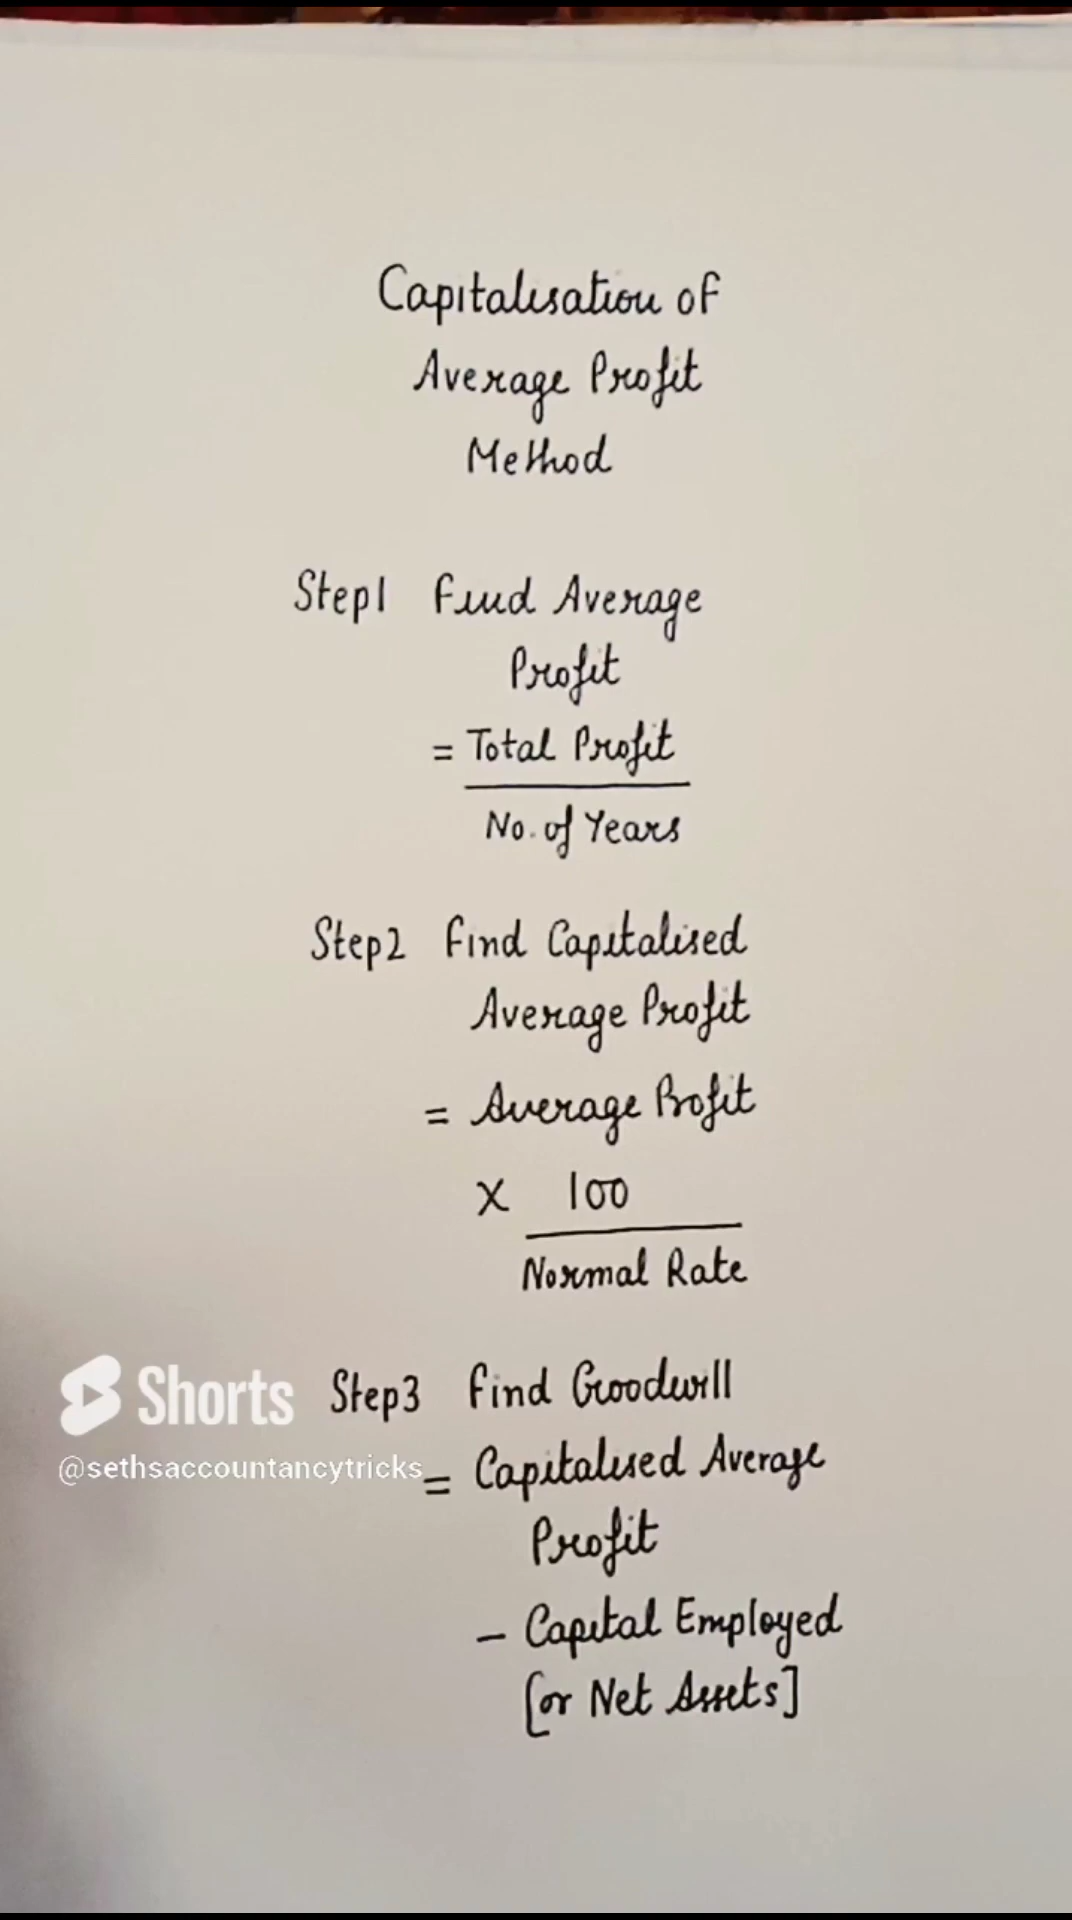 Capitalisation of
Average Profit
Method
Step1 Find Average
Profit
= Total Profit
No. of Years
Step2 Find Capitalised
Average Profit
= Average Profit
X 100
Normal Rate
Shorts
@sethsaccountancytricks
Step3 Find Goodwill
= Capitalised Average
Profit
– Capital Employed
[or Net Assets]